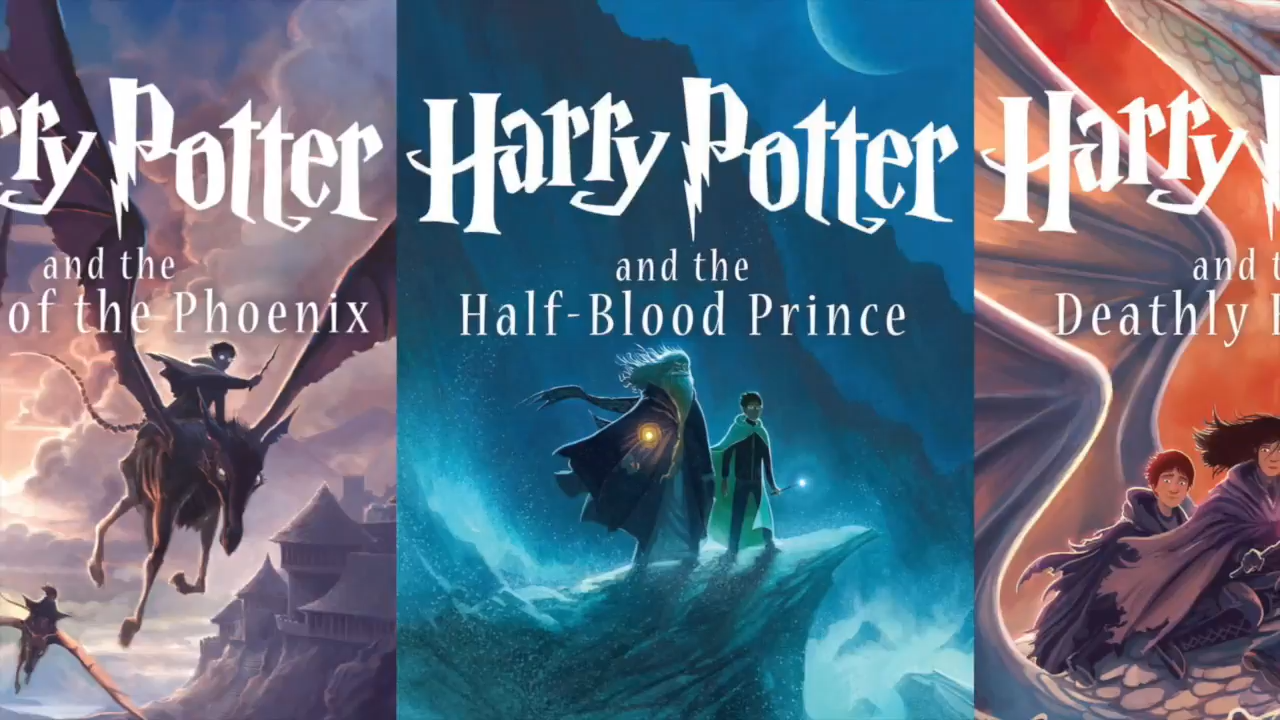 rry Potter
and the
of the Phoenix
Harry Potter
and the
Half-Blood Prince
Harry
and t
Deathly